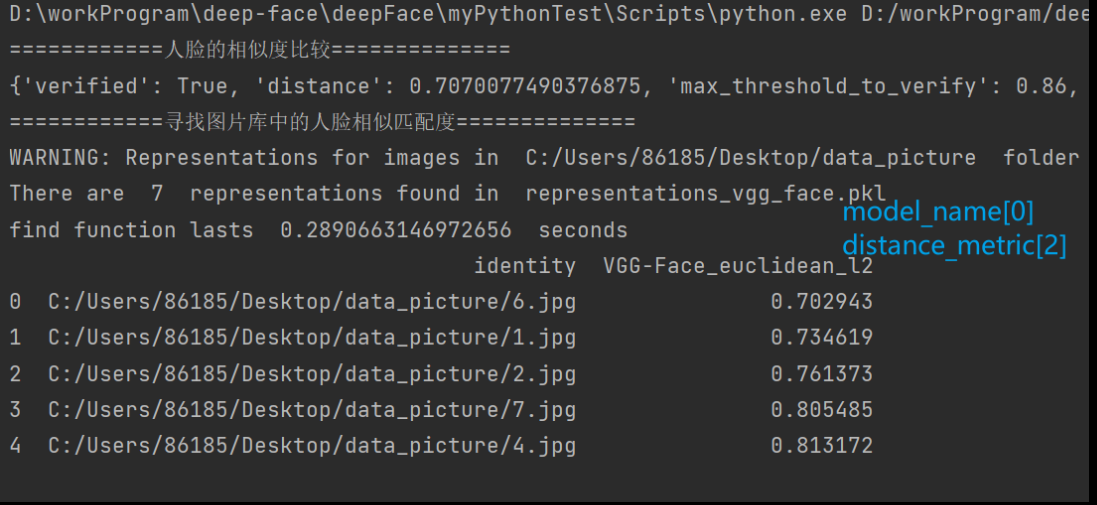 D:\workProgram\deep-face\deepFace\myPythonTest\Scripts\python.exe D:/workProgram/dee
============人脸的相似度比较==============
{'verified': True, 'distance': 0.7070077490376875, 'max_threshold_to_verify': 0.86,
============寻找图片库中的人脸相似匹配度==============
WARNING: Representations for images in  C:/Users/86185/Desktop/data_picture  folder
There are  7  representations found in  representations_vgg_face.pkl
model_name[0]
find function lasts  0.2890663146972656  seconds
distance_metric[2]
identity  VGG-Face_euclidean_l2
0  C:/Users/86185/Desktop/data_picture/6.jpg  0.702943
1  C:/Users/86185/Desktop/data_picture/1.jpg  0.734619
2  C:/Users/86185/Desktop/data_picture/2.jpg  0.761373
3  C:/Users/86185/Desktop/data_picture/7.jpg  0.805485
4  C:/Users/86185/Desktop/data_picture/4.jpg  0.813172